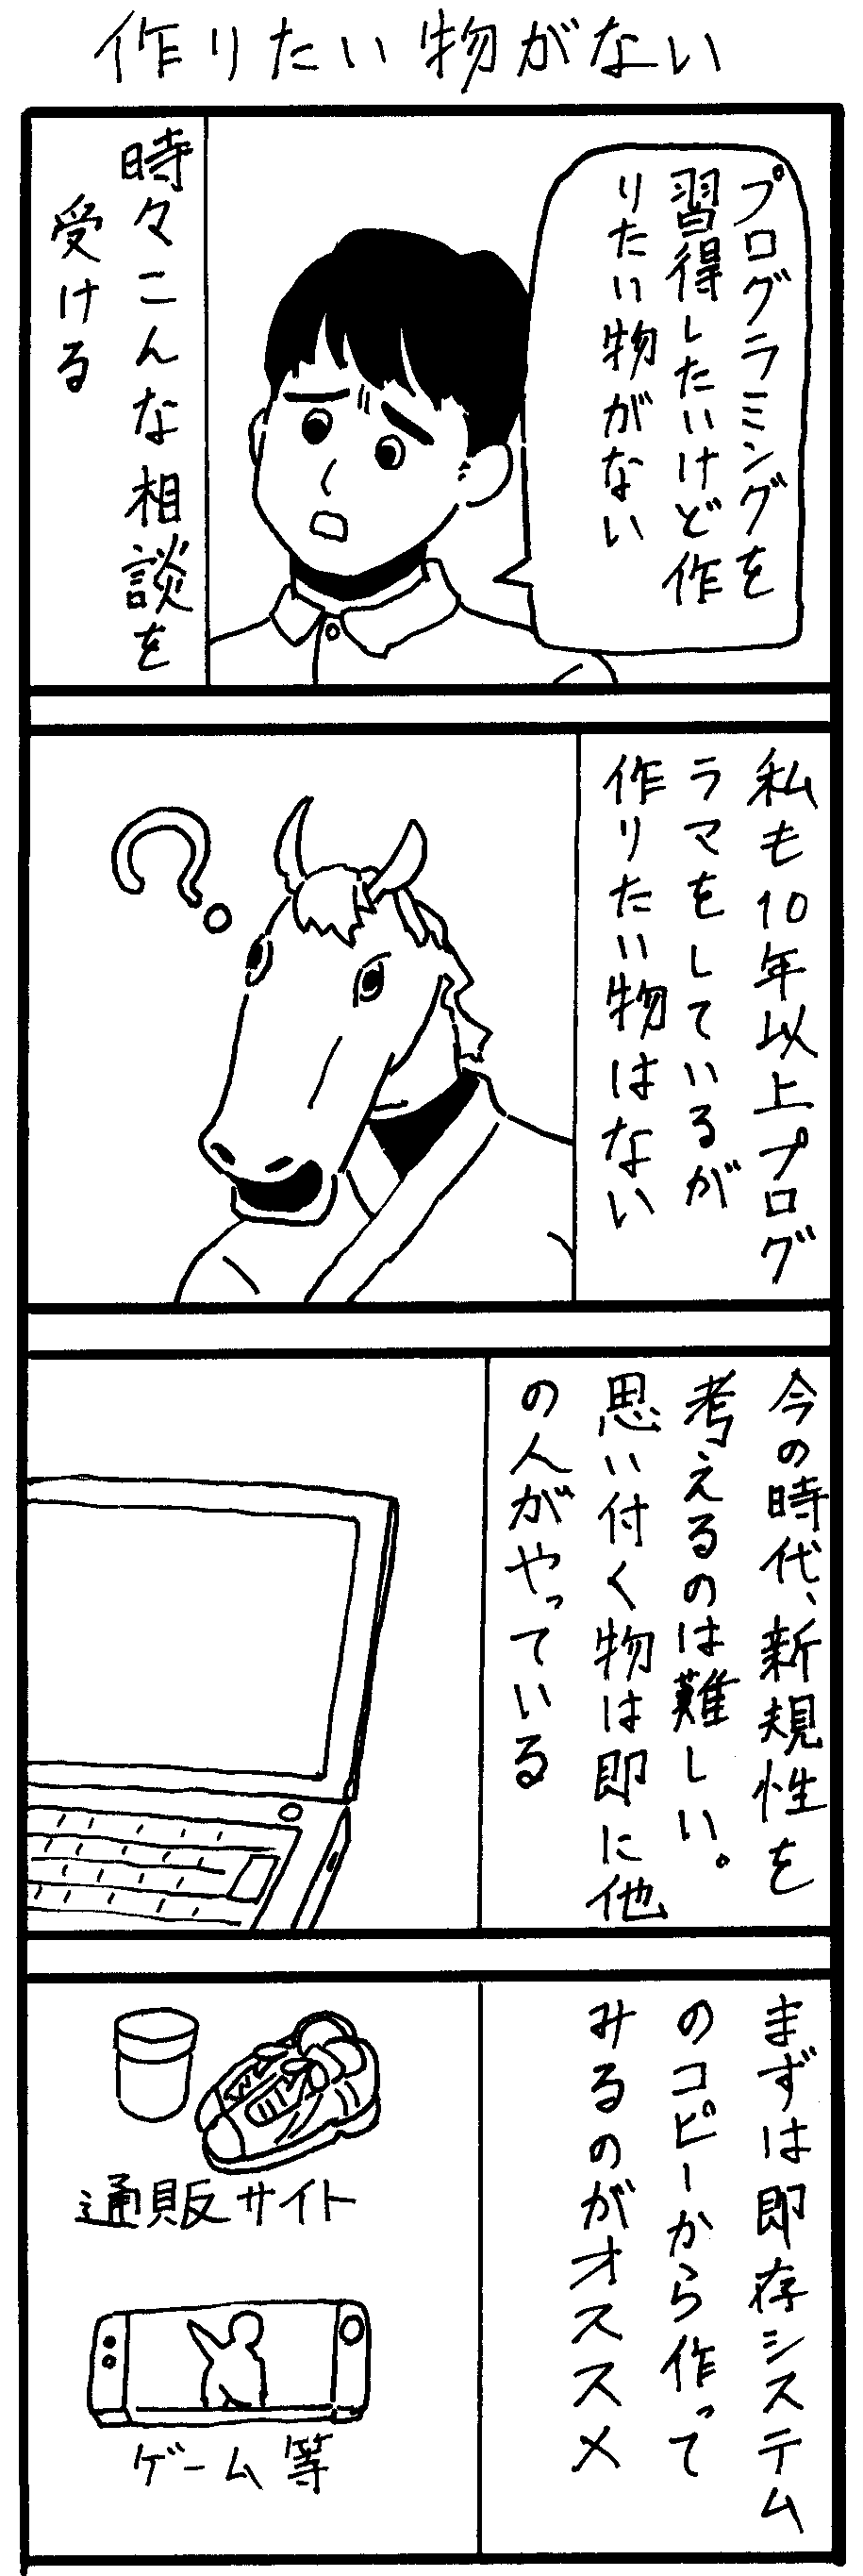 作りたい物がない
プログラミングを
習得したいけど作
りたい物がない
時々こんな相談を
受ける
私も10年以上プログ
ラマをしているが
作りたい物はない
?
今の時代、新規性を
考えるのは難しい。
思い付く物は即に他
の人がやっている
まずは即存システム
のコピーから作って
みるのがオススメ
通販サイト
ゲーム等